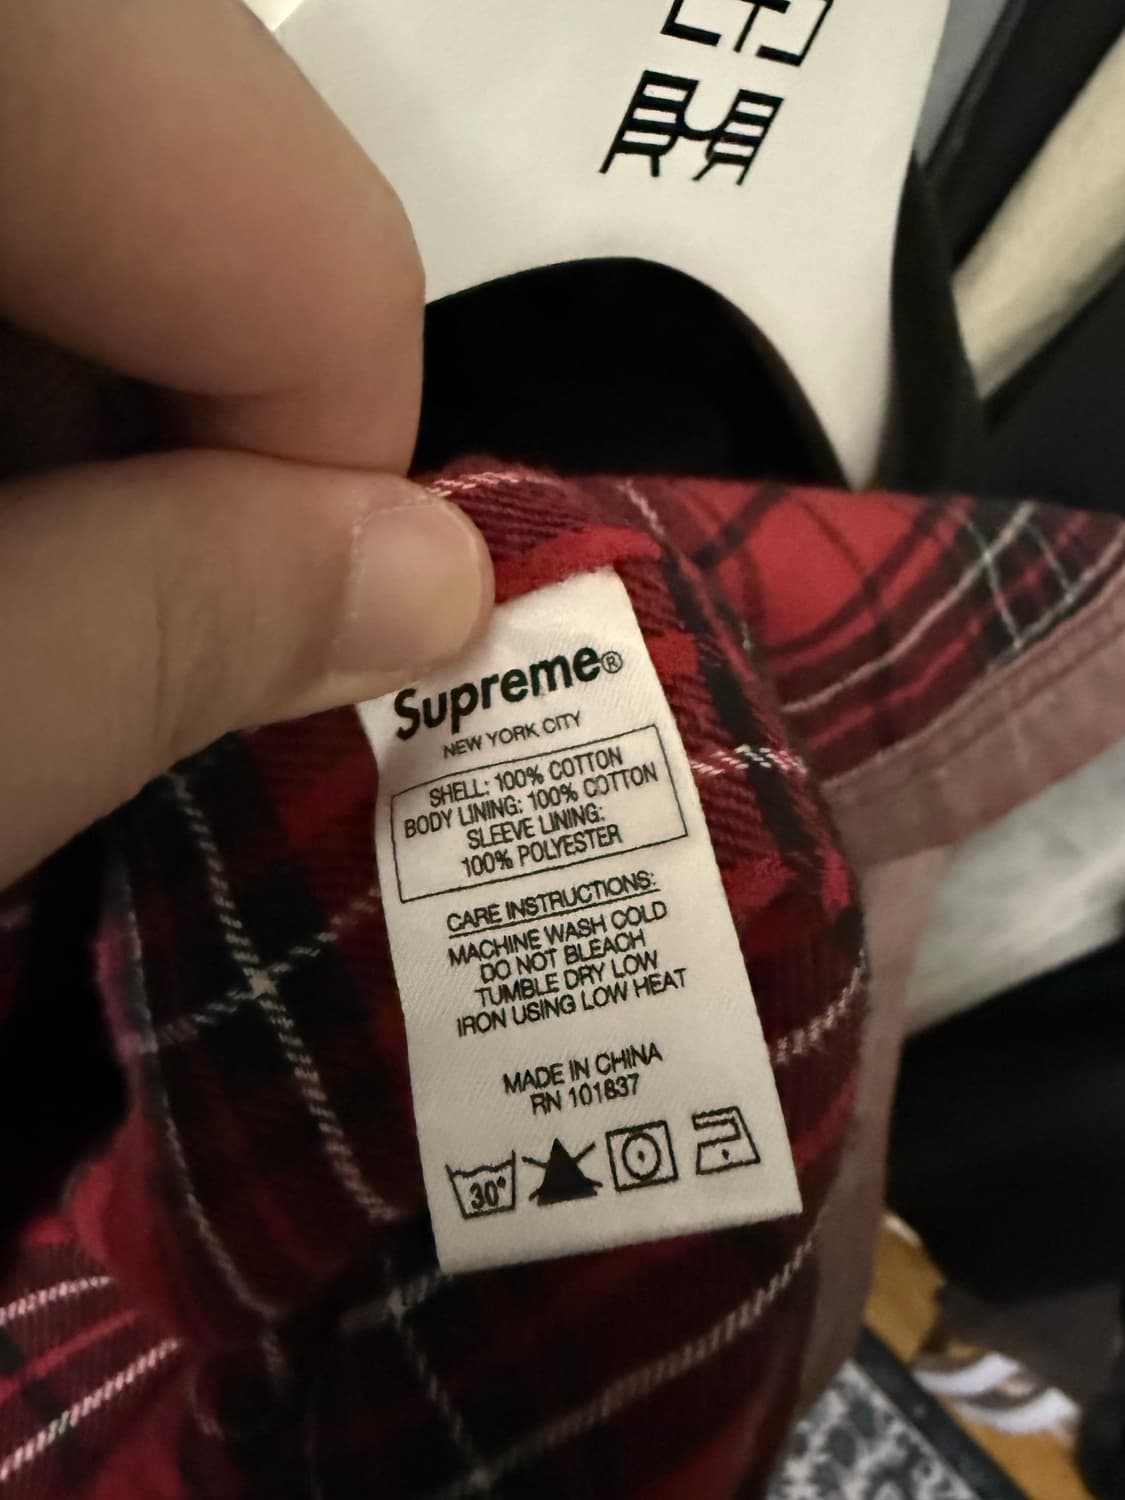 Supreme®
NEW YORK CITY
SHELL: 100% COTTON
BODY LINING: 100% COTTON
SLEEVE LINING:
100% POLYESTER
CARE INSTRUCTIONS:
MACHINE WASH COLD
DO NOT BLEACH
TUMBLE DRY LOW
IRON USING LOW HEAT
MADE IN CHINA
RN 101837
30°